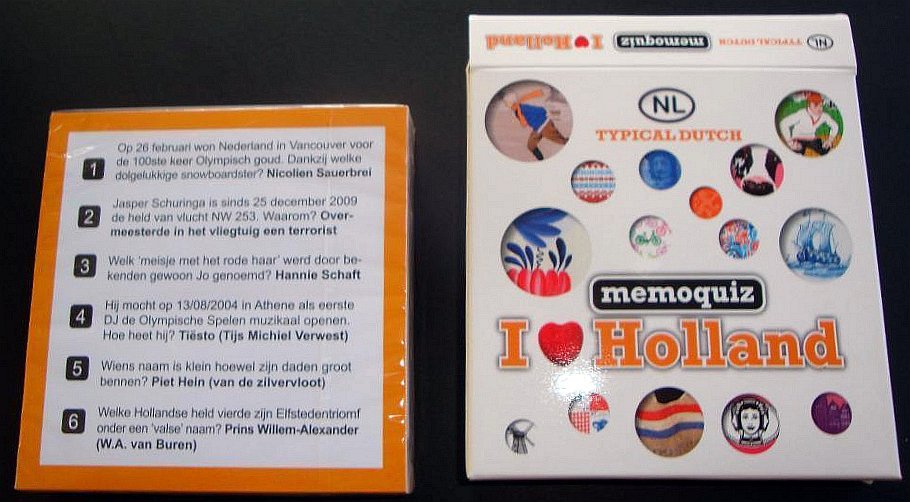 1 Op 26 februari won Nederland in Vancouver voor
de 100ste keer Olympisch goud. Dankzij welke
dolgelukkige snowboardster? Nicolien Sauerbrei
2 Jasper Schuringa is sinds 25 december 2009
de held van vlucht NW 253. Waarom? Over-
meesterde in het vliegtuig een terrorist
3 Welk 'meisje met het rode haar' werd door be-
kenden gewoon Jo genoemd? Hannie Schaft
4 Hij mocht op 13/08/2004 in Athene als eerste
DJ de Olympische Spelen muzikaal openen.
Hoe heet hij? Tiësto (Tijs Michiel Verwest)
5 Wiens naam is klein hoewel zijn daden groot
bennen? Piet Hein (van de zilvervloot)
6 Welke Hollandse held vierde zijn Elfstedentriomf
onder een 'valse' naam? Prins Willem-Alexander
(W.A. van Buren)
NL TYPICAL DUTCH memoquiz I Holland
NL
TYPICAL DUTCH
memoquiz
I Holland